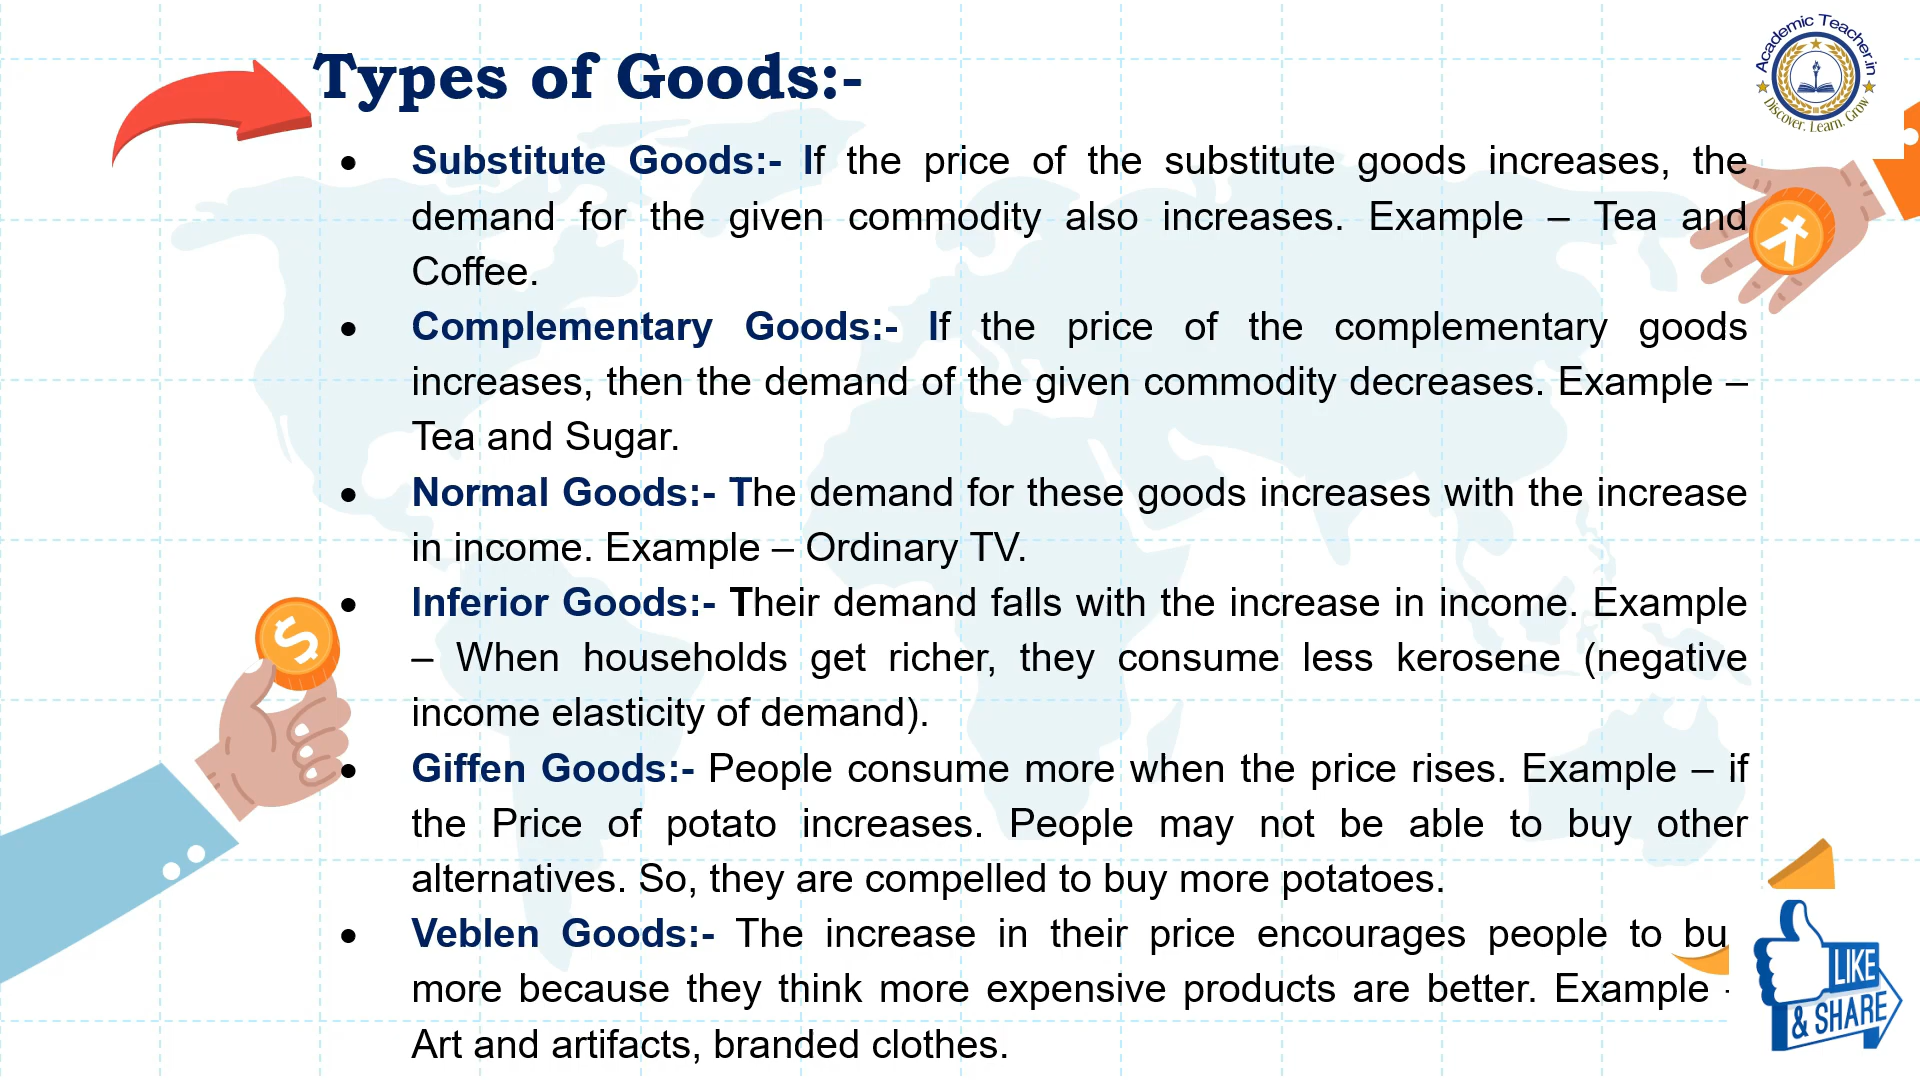 Types of Goods:-
Academic Teacher.in
Discover. Learn. Grow
• Substitute Goods:- If the price of the substitute goods increases, the
demand for the given commodity also increases. Example – Tea and
Coffee.
• Complementary Goods:- If the price of the complementary goods
increases, then the demand of the given commodity decreases. Example –
Tea and Sugar.
• Normal Goods:- The demand for these goods increases with the increase
in income. Example – Ordinary TV.
• Inferior Goods:- Their demand falls with the increase in income. Example
– When households get richer, they consume less kerosene (negative
income elasticity of demand).
• Giffen Goods:- People consume more when the price rises. Example – if
the Price of potato increases. People may not be able to buy other
alternatives. So, they are compelled to buy more potatoes.
• Veblen Goods:- The increase in their price encourages people to bu
more because they think more expensive products are better. Example -
Art and artifacts, branded clothes.
LIKE
& SHARE
$